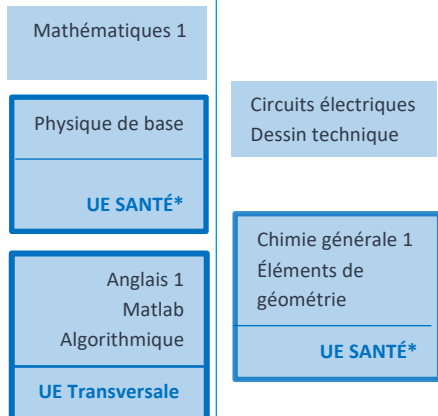 Mathématiques 1
Physique de base
UE SANTÉ*
Anglais 1
Matlab
Algorithmique
UE Transversale
Circuits électriques
Dessin technique
Chimie générale 1
Éléments de
géométrie
UE SANTÉ*